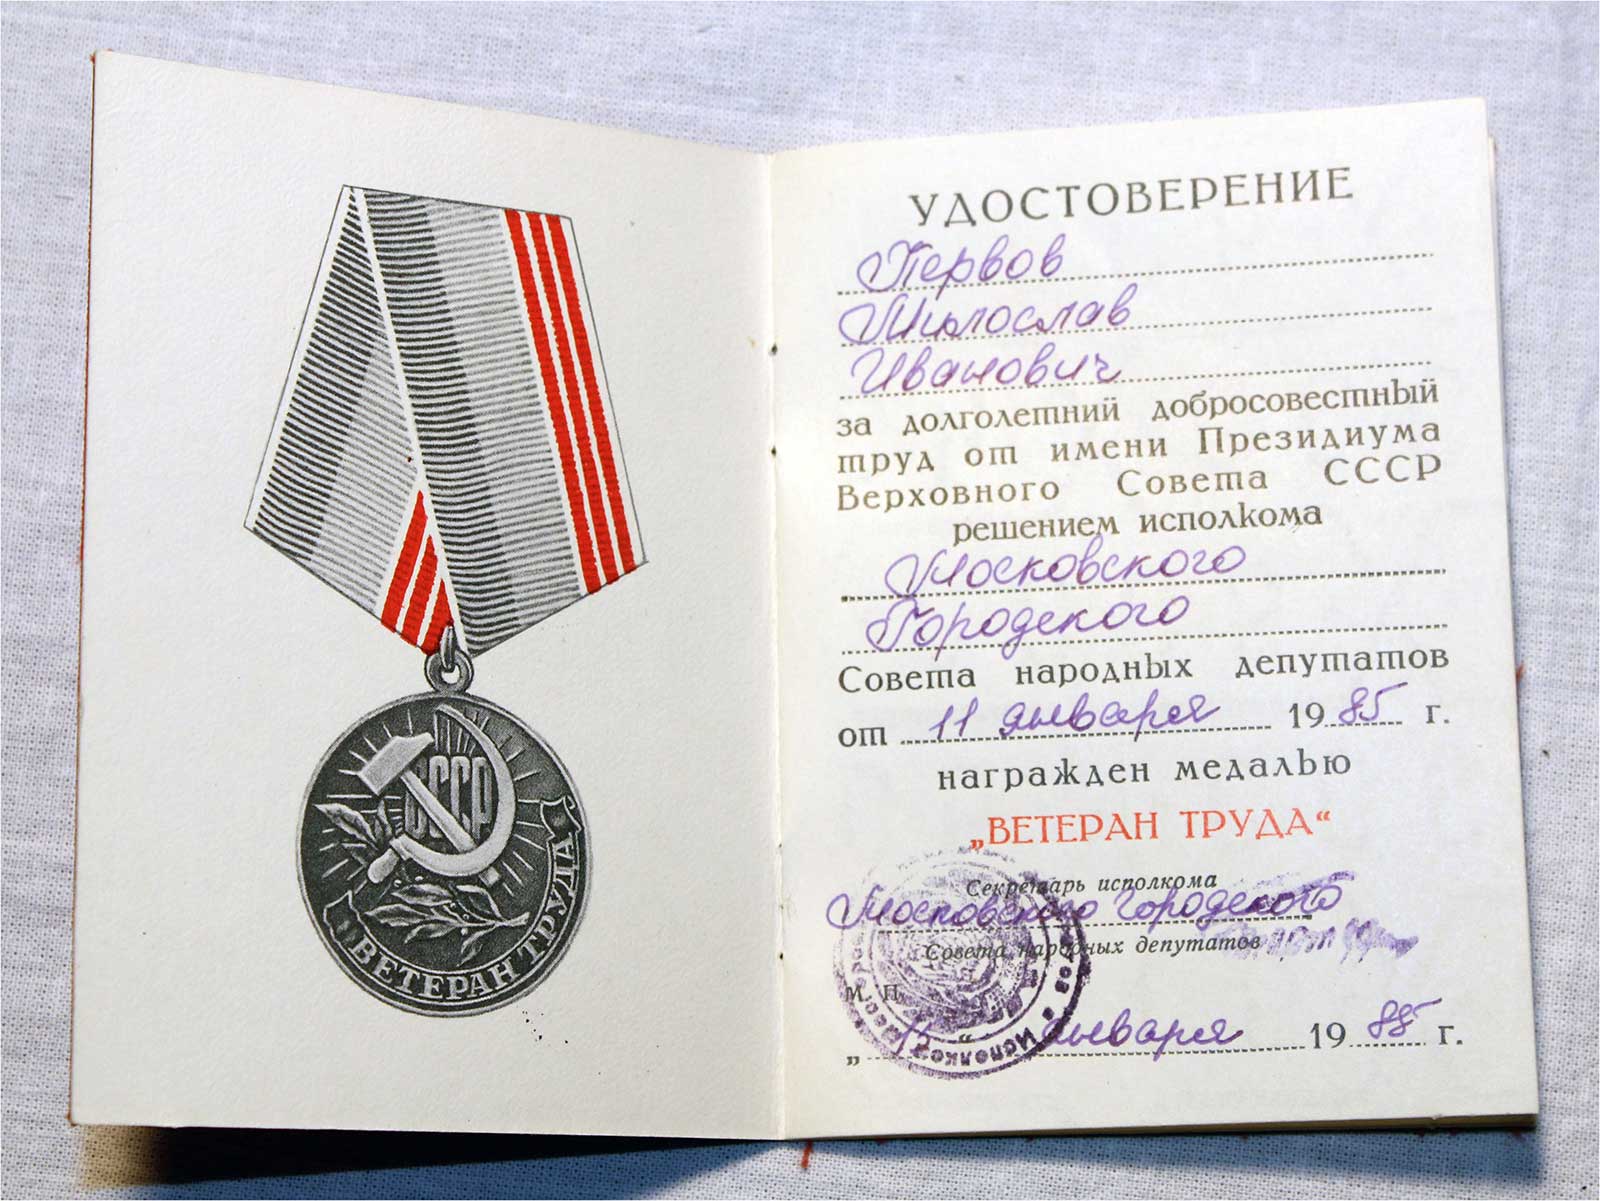 СССР
ВЕТЕРАН ТРУДА
УДОСТОВЕРЕНИЕ
Первов
Милослав
Иванович
за долголетний добросовестный
труд от имени Президиума
Верховного Совета СССР
решением исполкома
Московского
Городского
Совета народных депутатов
от 11 января 1985 г.
награжден медалью
„ВЕТЕРАН ТРУДА“
Секретарь исполкома
Московского Городского
Совета народных депутатов
М. П.
января 19 г.